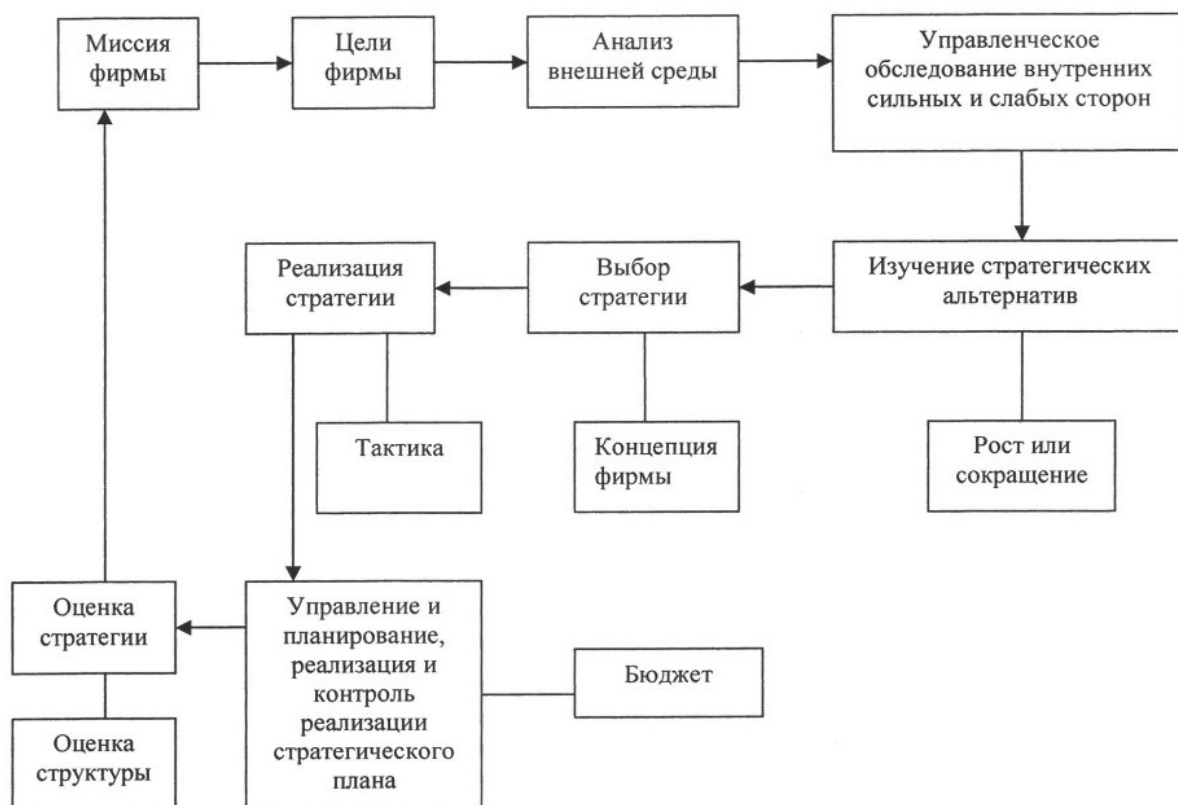 Миссия
фирмы
Цели
фирмы
Анализ
внешней среды
Управленческое
обследование внутренних
сильных и слабых сторон
Реализация
стратегии
Выбор
стратегии
Изучение стратегических
альтернатив
Тактика
Концепция
фирмы
Рост или
сокращение
Оценка
стратегии
Управление и
планирование,
реализация и
контроль
реализации
стратегического
плана
Бюджет
Оценка
структуры